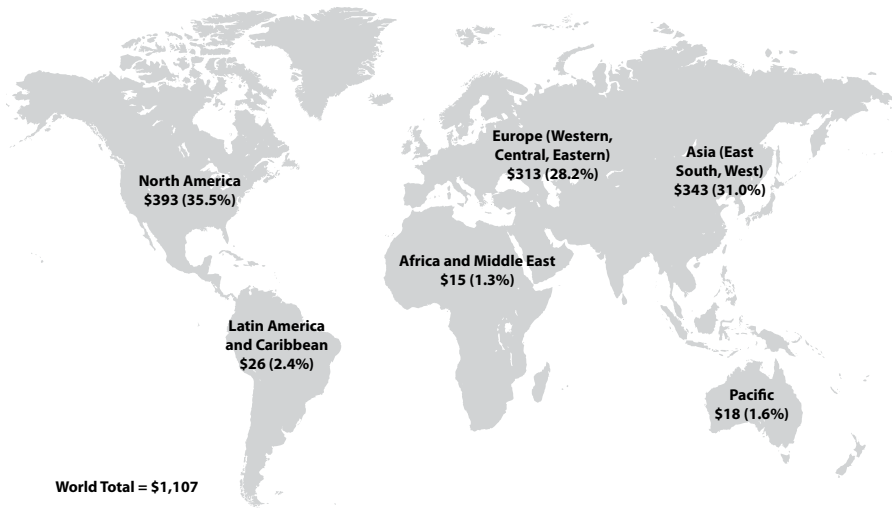 North America
$393 (35.5%)
Europe (Western,
Central, Eastern)
$313 (28.2%)
Asia (East
South, West)
$343 (31.0%)
Africa and Middle East
$15 (1.3%)
Latin America
and Caribbean
$26 (2.4%)
Pacific
$18 (1.6%)
World Total = $1,107